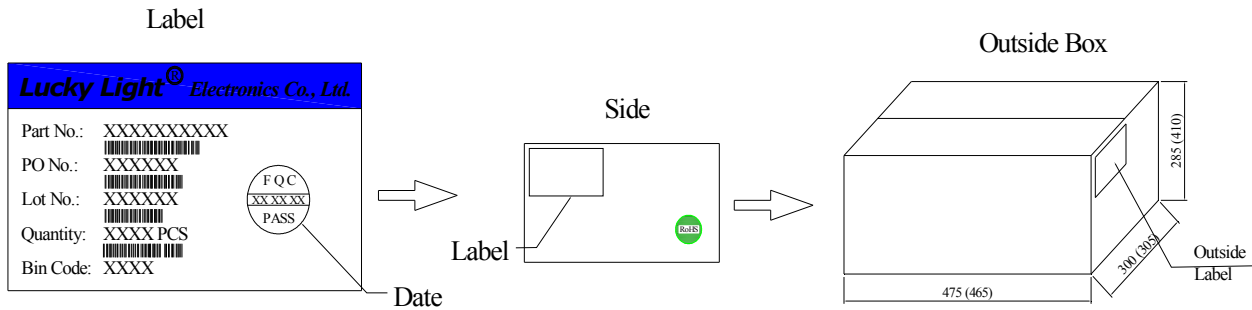 Label
Lucky Light® Electronics Co., Ltd.
Part No.: XXXXXXXXXX
PO No.: XXXXXX
Lot No.: XXXXXX
Quantity: XXXX PCS
Bin Code: XXXX
F Q C
XX XX XX
PASS
Date
Side
RoHS
Label
Outside Box
285 (410)
300 (305)
475 (465)
Outside
Label